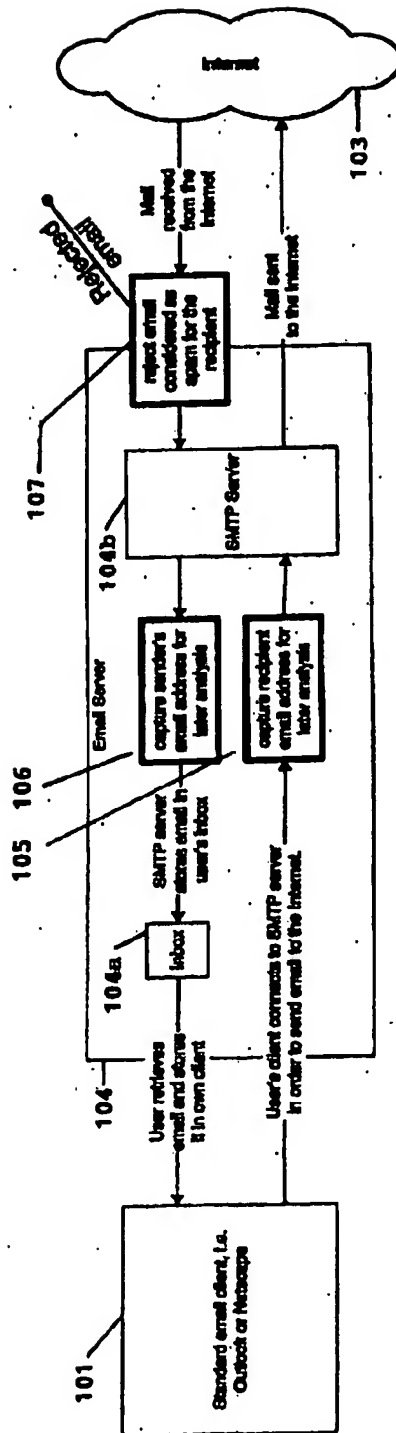 101
Standard email client, i.e.
Outlook or Netscape
User retrieves
email and stores
it in own client
User's client connects to SMTP server
in order to send email to the Internet.
104
Email Server
104a
Inbox
SMTP server
stores email in
user's inbox
106
capture sender's
email address for
later analysis
105
capture recipient
email address for
later analysis
104b
SMTP Server
107
reject email
considered as
spam for the
recipient
Rejected
email
Mail
received
from the
Internet
Mail sent
to the Internet
Internet
103